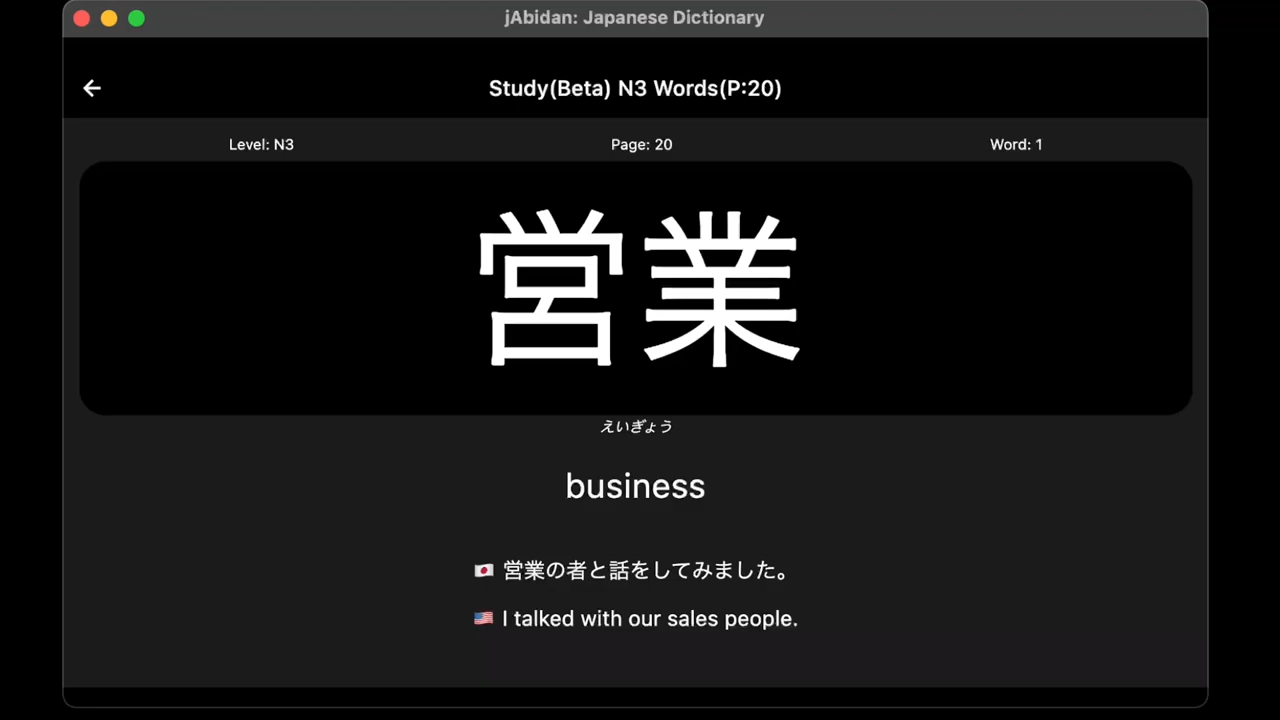 jAbidan: Japanese Dictionary
Study(Beta) N3 Words(P:20)
Level: N3
Page: 20
Word: 1
営業
えいぎょう
business
🇯🇵 営業の者と話をしてみました。
🇺🇸 I talked with our sales people.